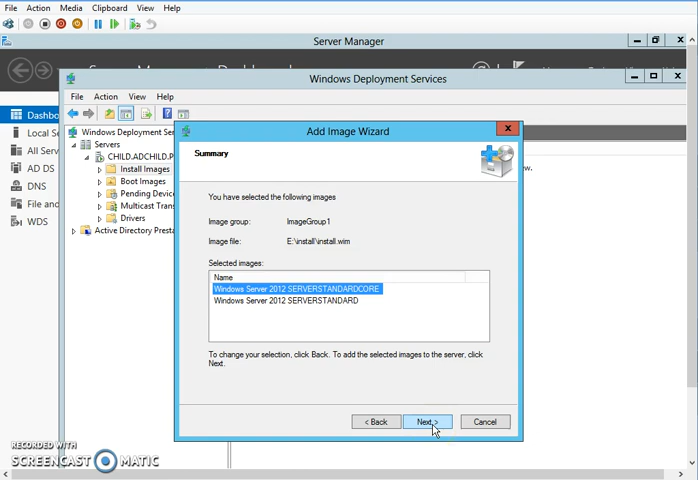 File Action Media Clipboard View Help
Server Manager
Windows Deployment Services
File Action View Help
Dashbo
Local Se
All Serv
AD DS
DNS
File and
WDS
Windows Deployment Ser
Servers
CHILD.ADCHILD.P
Install Images
Boot Images
Pending Device
Multicast Trans
Drivers
Active Directory Presta
Add Image Wizard
Summary
You have selected the following images
Image group: ImageGroup1
Image file: E:\install\install.wim
Selected images:
Name
Windows Server 2012 SERVERSTANDARDCORE
Windows Server 2012 SERVERSTANDARD
To change your selection, click Back. To add the selected images to the server, click
Next.
< Back Next > Cancel
ew.
RECORDED WITH
SCREENCAST MATIC